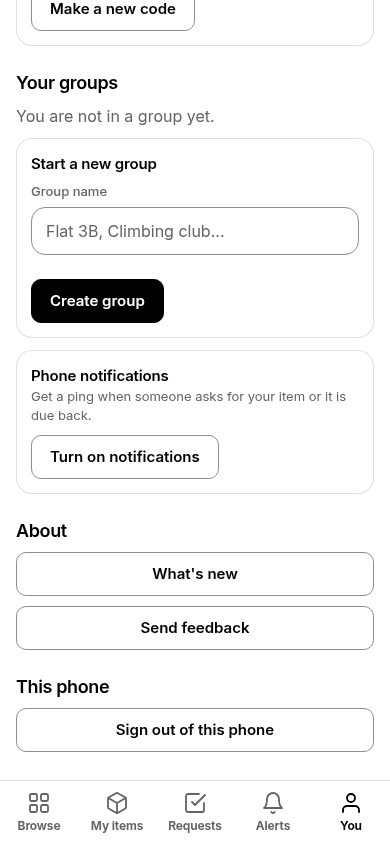 Make a new code
Your groups
You are not in a group yet.
Start a new group
Group name
Flat 3B, Climbing club...
Create group
Phone notifications
Get a ping when someone asks for your item or it is
due back.
Turn on notifications
About
What's new
Send feedback
This phone
Sign out of this phone
Browse
My items
Requests
Alerts
You